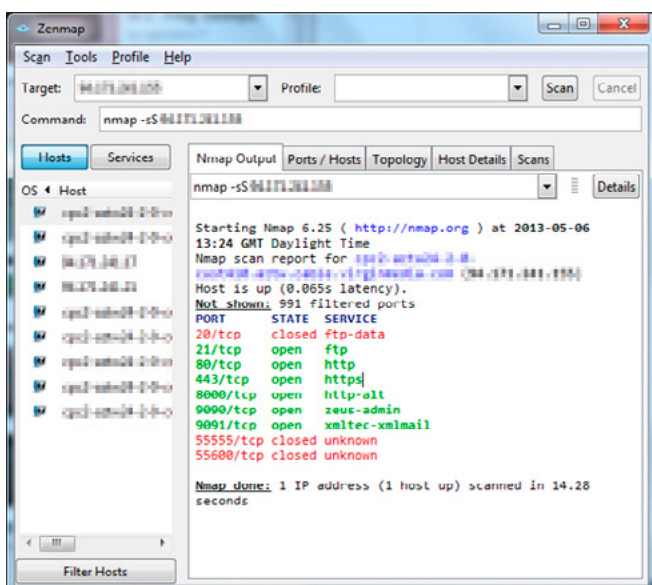 Zenmap
Scan Tools Profile Help
Target: Profile: Scan Cancel
Command: nmap -sS
Hosts Services
Nmap Output Ports / Hosts Topology Host Details Scans
OS Host
nmap -sS Details
Starting Nmap 6.25 ( http://nmap.org ) at 2013-05-06
13:24 GMT Daylight Time
Nmap scan report for
Host is up (0.065s latency).
Not shown: 991 filtered ports
PORT STATE SERVICE
20/tcp closed ftp-data
21/tcp open ftp
80/tcp open http
443/tcp open https
8000/tcp open http-alt
9090/tcp open zeus-admin
9091/tcp open xmltec-xmlmail
55555/tcp closed unknown
55600/tcp closed unknown
Nmap done: 1 IP address (1 host up) scanned in 14.28
seconds
Filter Hosts